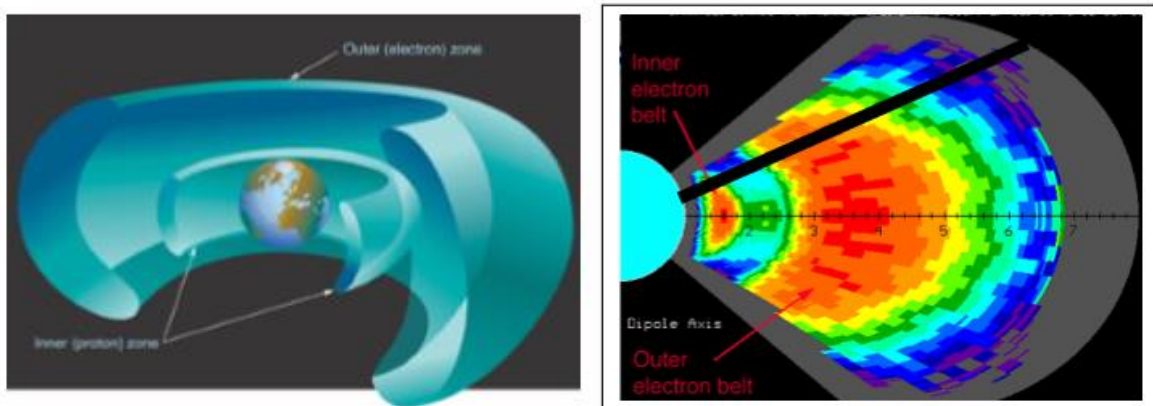 Outer (electron) zone
Inner (proton) zone
Inner
electron
belt
2 3 4 5 6 7
Dipole Axis
Outer
electron belt